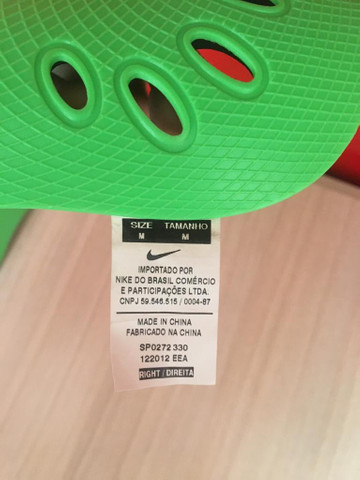 SIZE TAMANHO
M M
IMPORTADO POR
NIKE DO BRASIL COMÉRCIO
E PARTICIPAÇÕES LTDA.
CNPJ 59.546.515 / 0004-87
MADE IN CHINA
FABRICADO NA CHINA
SP0272 330
122012 EEA
RIGHT / DIREITA